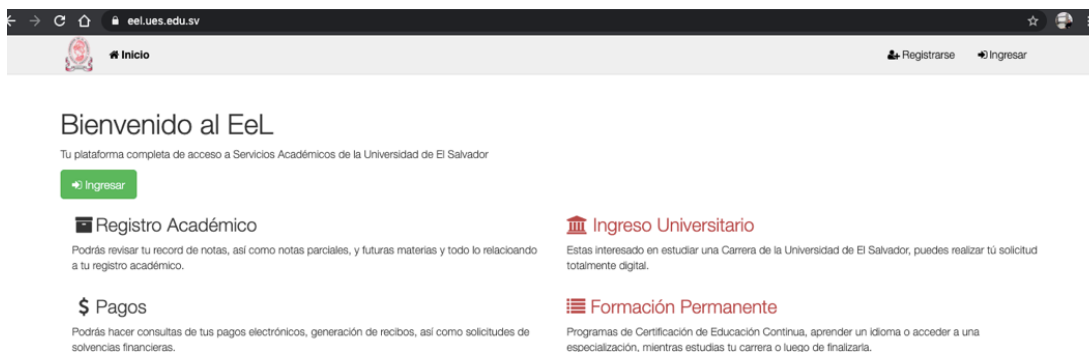 eel.ues.edu.sv
Inicio
Registrarse
Ingresar
Bienvenido al EeL
Tu plataforma completa de acceso a Servicios Académicos de la Universidad de El Salvador
Ingresar
Registro Académico
Podrás revisar tu record de notas, así como notas parciales, y futuras materias y todo lo relacioando
a tu registro académico.
Ingreso Universitario
Estas interesado en estudiar una Carrera de la Universidad de El Salvador, puedes realizar tú solicitud
totalmente digital.
$ Pagos
Podrás hacer consultas de tus pagos electrónicos, generación de recibos, así como solicitudes de
solvencias financieras.
Formación Permanente
Programas de Certificación de Educación Continua, aprender un idioma o acceder a una
especialización, mientras estudias tu carrera o luego de finalizarla.